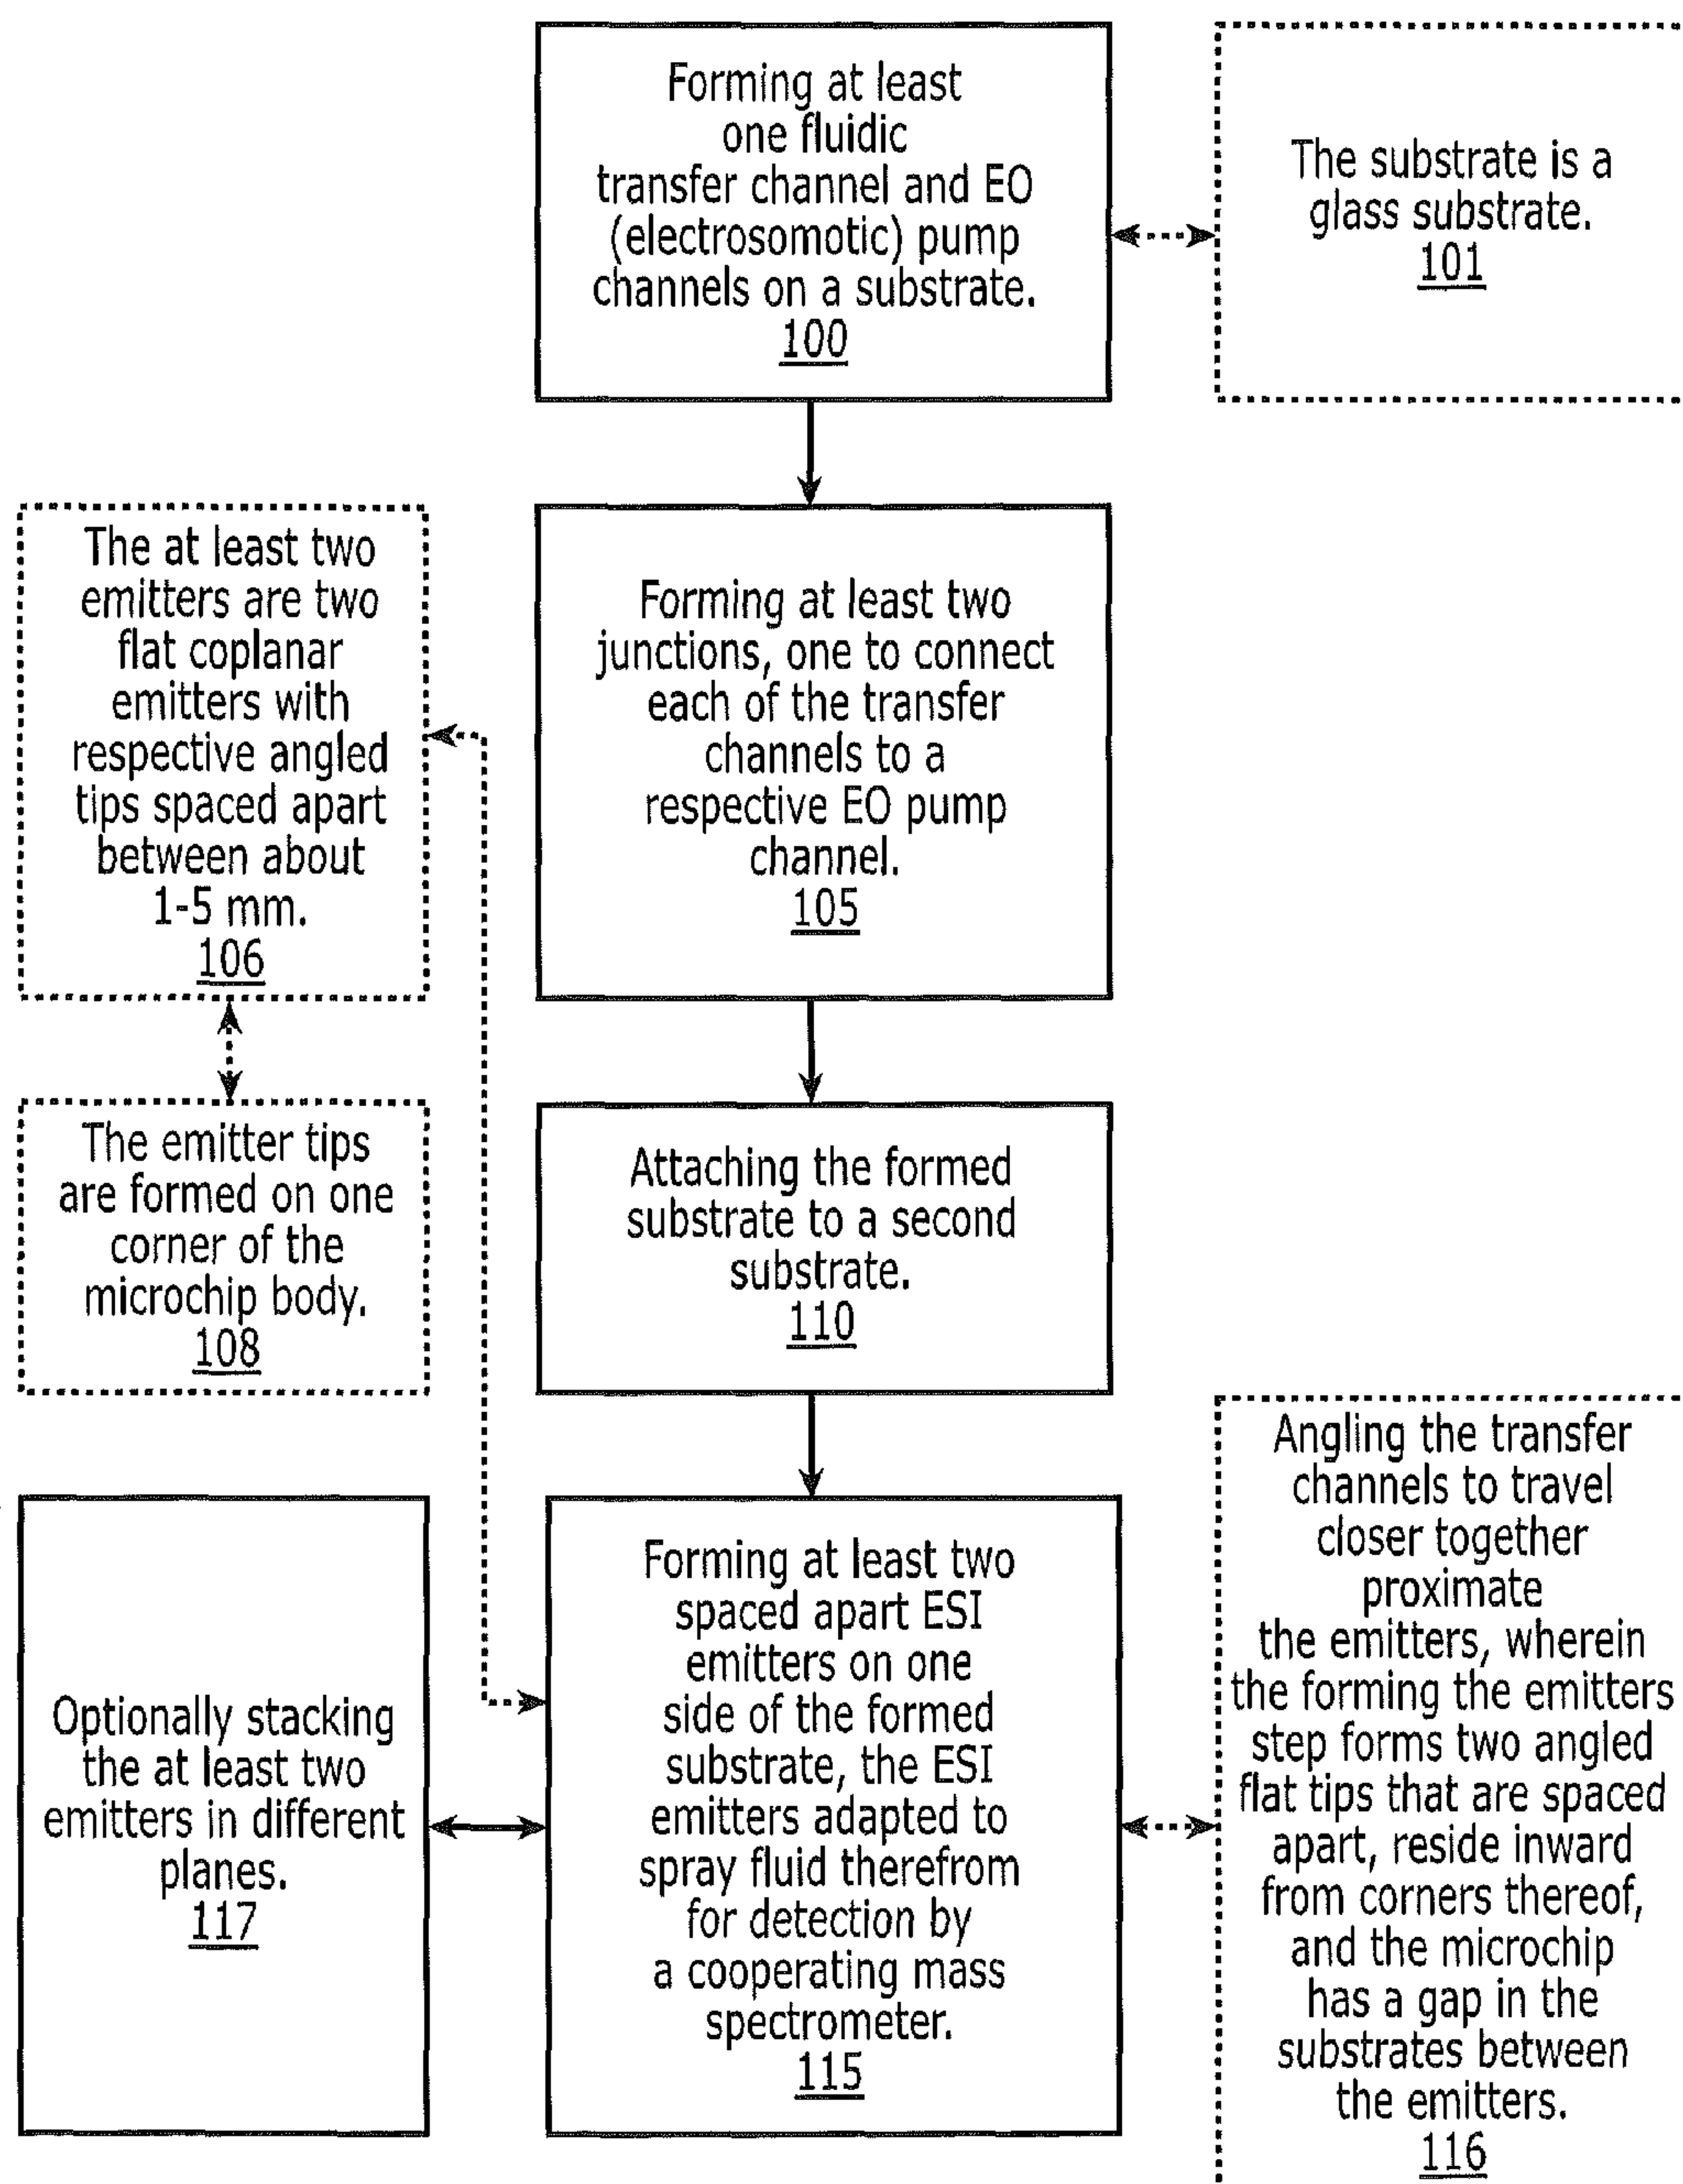 Forming at least
one fluidic
transfer channel and EO
(electrosomotic) pump
channels on a substrate.
100
The substrate is a
glass substrate.
101
The at least two
emitters are two
flat coplanar
emitters with
respective angled
tips spaced apart
between about
1-5 mm.
106
Forming at least two
junctions, one to connect
each of the transfer
channels to a
respective EO pump
channel.
105
The emitter tips
are formed on one
corner of the
microchip body.
108
Attaching the formed
substrate to a second
substrate.
110
Optionally stacking
the at least two
emitters in different
planes.
117
Forming at least two
spaced apart ESI
emitters on one
side of the formed
substrate, the ESI
emitters adapted to
spray fluid therefrom
for detection by
a cooperating mass
spectrometer.
115
Angling the transfer
channels to travel
closer together
proximate
the emitters, wherein
the forming the emitters
step forms two angled
flat tips that are spaced
apart, reside inward
from corners thereof,
and the microchip
has a gap in the
substrates between
the emitters.
116